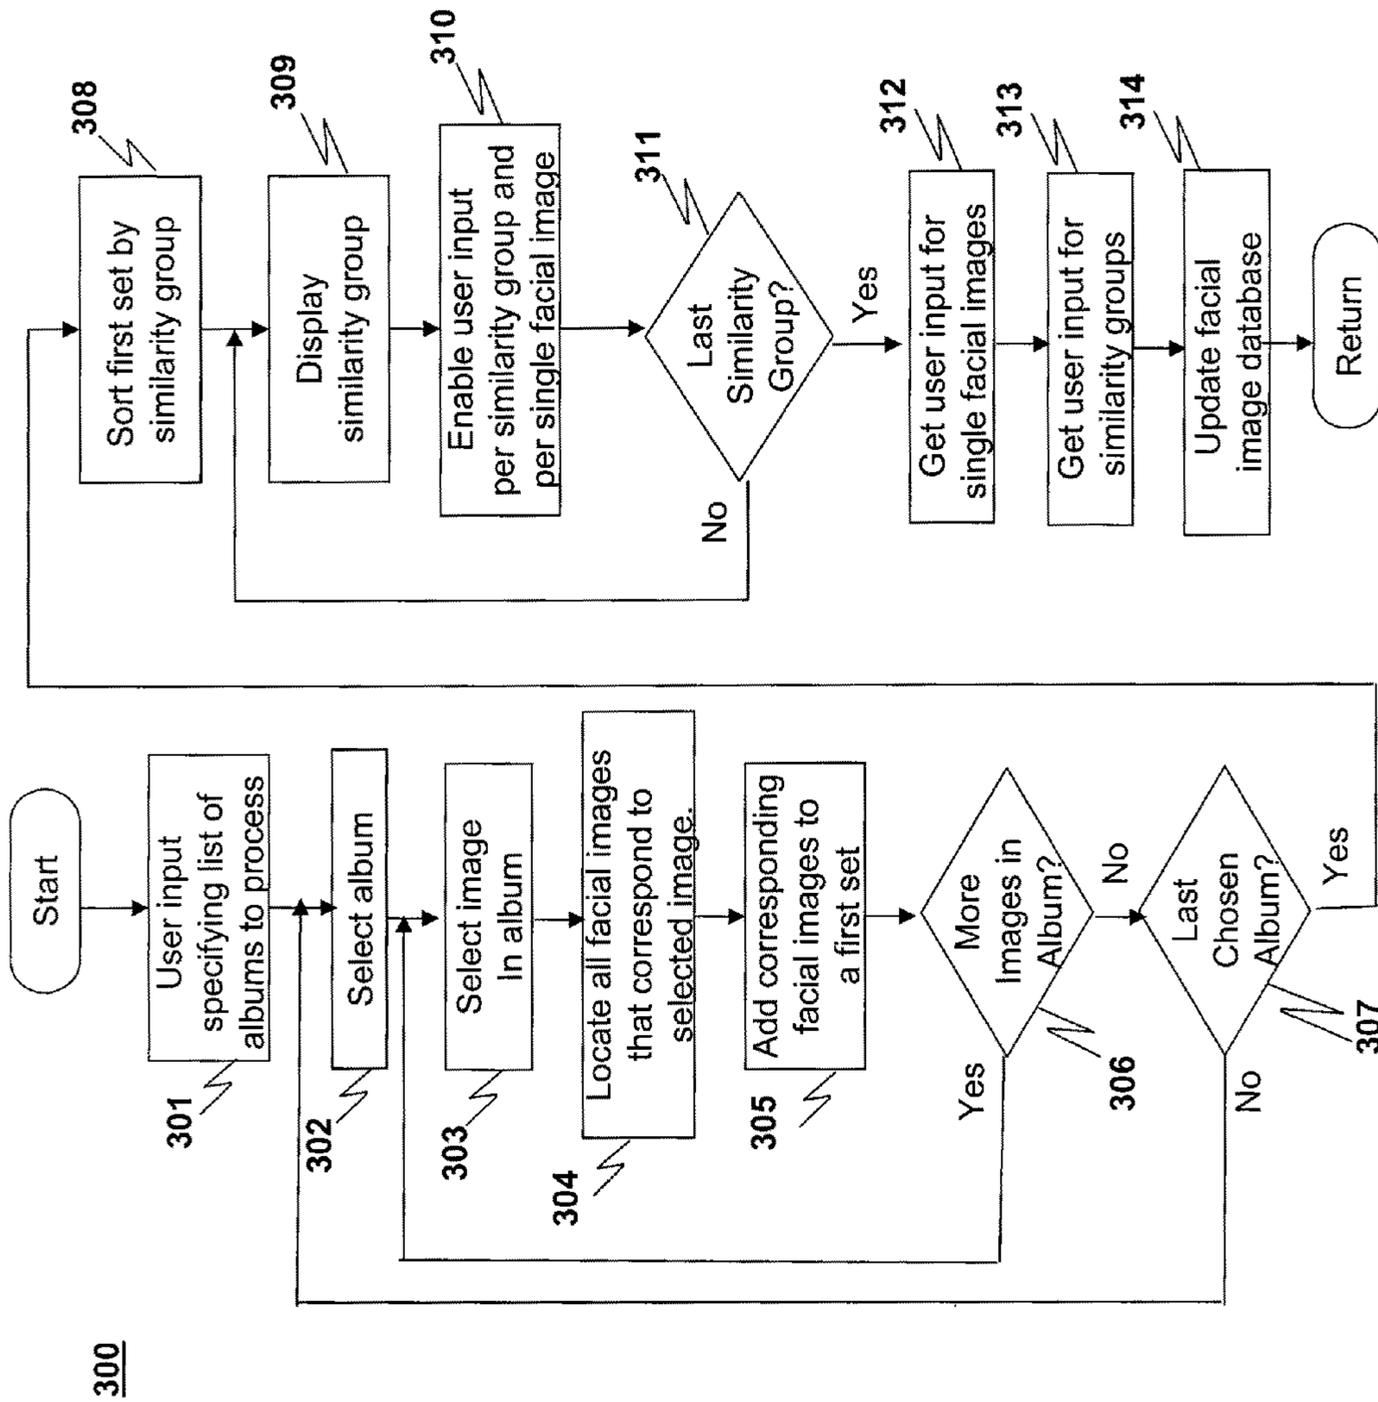 300
Start
User input
specifying list of
albums to process
301
Select album
302
Select image
In album
303
Locate all facial images
that correspond to
selected image.
304
Add corresponding
facial images to
a first set
305
More
Images in
Album?
Yes
No
306
Last
Chosen
Album?
No
Yes
307
Sort first set by
similarity group
308
Display
similarity group
309
Enable user input
per similarity group and
per single facial image
310
Last
Similarity
Group?
311
No
Yes
Get user input for
single facial images
312
Get user input for
similarity groups
313
Update facial
image database
314
Return